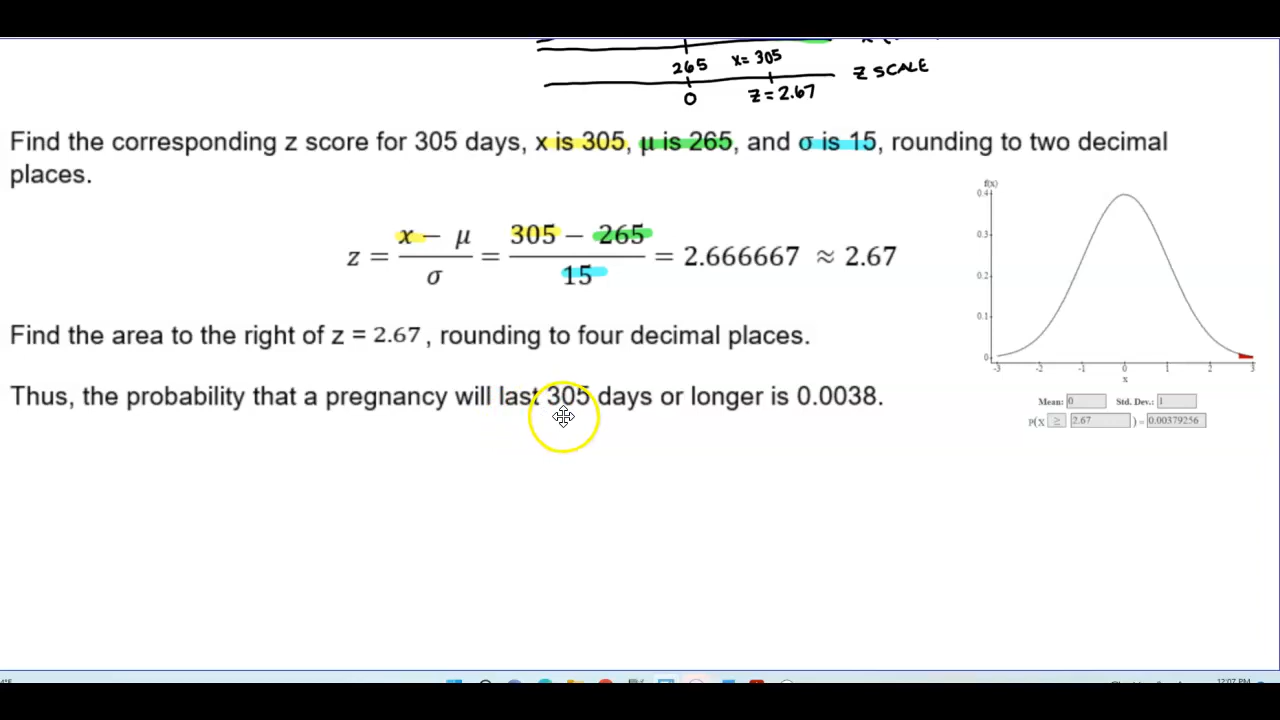 265 x= 305
Z SCALE
0 Z = 2.67
Find the corresponding z score for 305 days, x is 305, μ is 265, and σ is 15, rounding to two decimal
places.
z = x − μ / σ = 305 − 265 / 15 = 2.666667 ≈ 2.67
Find the area to the right of z = 2.67, rounding to four decimal places.
Thus, the probability that a pregnancy will last 305 days or longer is 0.0038.
f(x)
0.4
0.3
0.2
0.1
0
-3 -2 -1 0 1 2 3
x
Mean: 0 Std. Dev.: 1
P(X ≥ 2.67 ) = 0.00379256
12:07 PM